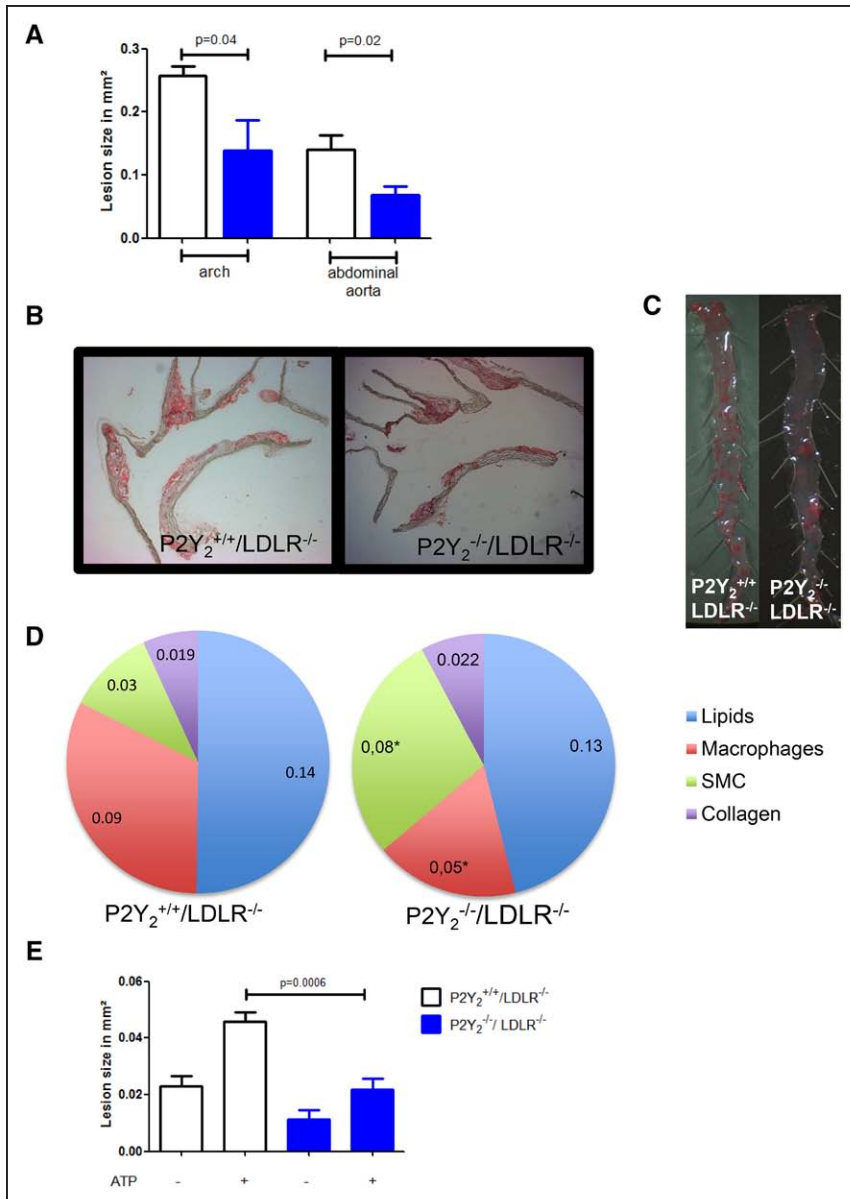 A
p=0.04
p=0.02
Lesion size in mm²
0.3
0.2
0.1
0.0
arch
abdominal
aorta
B
P2Y₂⁺/⁺/LDLR⁻/⁻
P2Y₂⁻/⁻/LDLR⁻/⁻
C
P2Y₂⁺/⁺
LDLR⁻/⁻
P2Y₂⁻/⁻
LDLR⁻/⁻
D
0.019
0.03
0.14
0.09
P2Y₂⁺/⁺/LDLR⁻/⁻
0.022
0,08*
0.13
0,05*
P2Y₂⁻/⁻/LDLR⁻/⁻
Lipids
Macrophages
SMC
Collagen
E
p=0.0006
Lesion size in mm²
0.06
0.04
0.02
0.00
ATP - + - +
P2Y₂⁺/⁺/LDLR⁻/⁻
P2Y₂⁻/⁻/ LDLR⁻/⁻